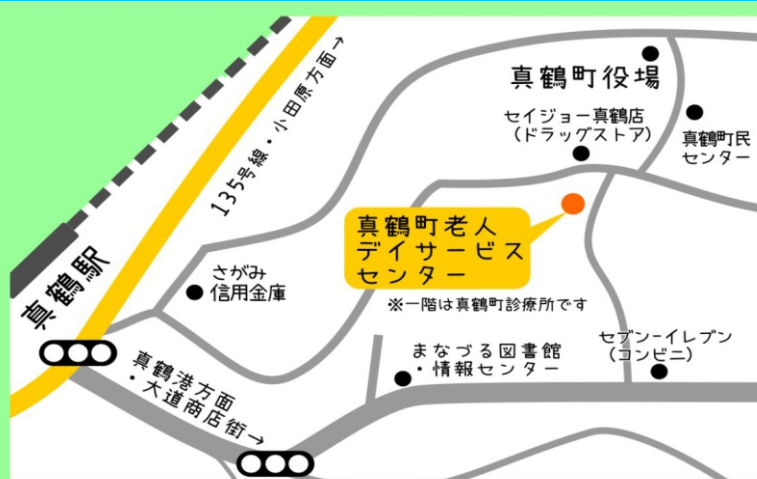 135号線・小田原方面→
真鶴町役場
セイジョー真鶴店
(ドラッグストア)
真鶴町民
センター
真鶴町老人
デイサービス
センター
※一階は真鶴町診療所です
さがみ
信用金庫
真鶴駅
真鶴港方面
・大道商店街→
まなづる図書館
・情報センター
セブンーイレブン
(コンビニ)